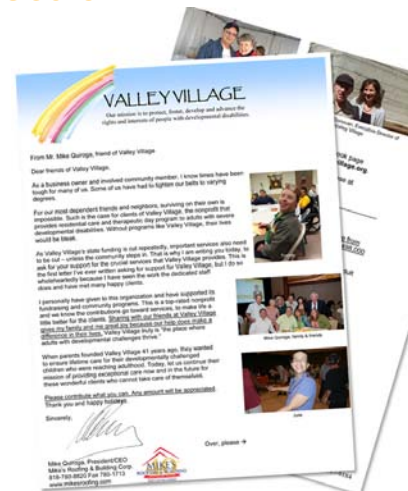 VALLEY VILLAGE
Our mission is to protect, foster, develop and advance the
rights and interests of people with developmental disabilities.
From Mr. Mike Quiroga, friend of Valley Village
Dear friends of Valley Village,
As a business owner and involved community member, I know times have been
tough for many of us. Some of us have had to tighten our belts to varying
degrees.
For our most dependent friends and neighbors, surviving on their own is
impossible. Such is the case for clients of Valley Village, the nonprofit that
provides residential care and therapeutic day program to adults with severe
developmental disabilities. Without programs like Valley Village, their lives
would be bleak.
As Valley Village's state funding is cut repeatedly, important services also need
to be cut – unless the community steps in. That is why I am writing you today, to
ask for your support for the crucial services that Valley Village provides. This is
the first letter I've ever written asking for support for Valley Village, but I do so
wholeheartedly because I have seen the work the dedicated staff
does and have met many happy clients.
I personally have given to this organization and have supported its
fundraising and community programs. This is a top-rated nonprofit
and we know the contributions go toward services, to make a life a
little better for the clients. Sharing with our friends at Valley Village
gives my family and me great joy because our help does make a
difference in their lives. Valley Village truly is "the place where
adults with developmental challenges thrive."
When parents founded Valley Village 41 years ago, they wanted
to ensure lifetime care for their developmentally challenged
children who were reaching adulthood. Today, let us continue their
mission of providing exceptional care now and in the future for
these wonderful clients who cannot take care of themselves.
Please contribute what you can. Any amount will be appreciated.
Thank you and happy holidays.
Sincerely,
Mike Quiroga, President/CEO
Mike's Roofing & Building Corp.
www.mikesroofing.com
MIKE'S
Over, please →
Mike Quiroga, family & friends
Executive Director of
Valley Village
page